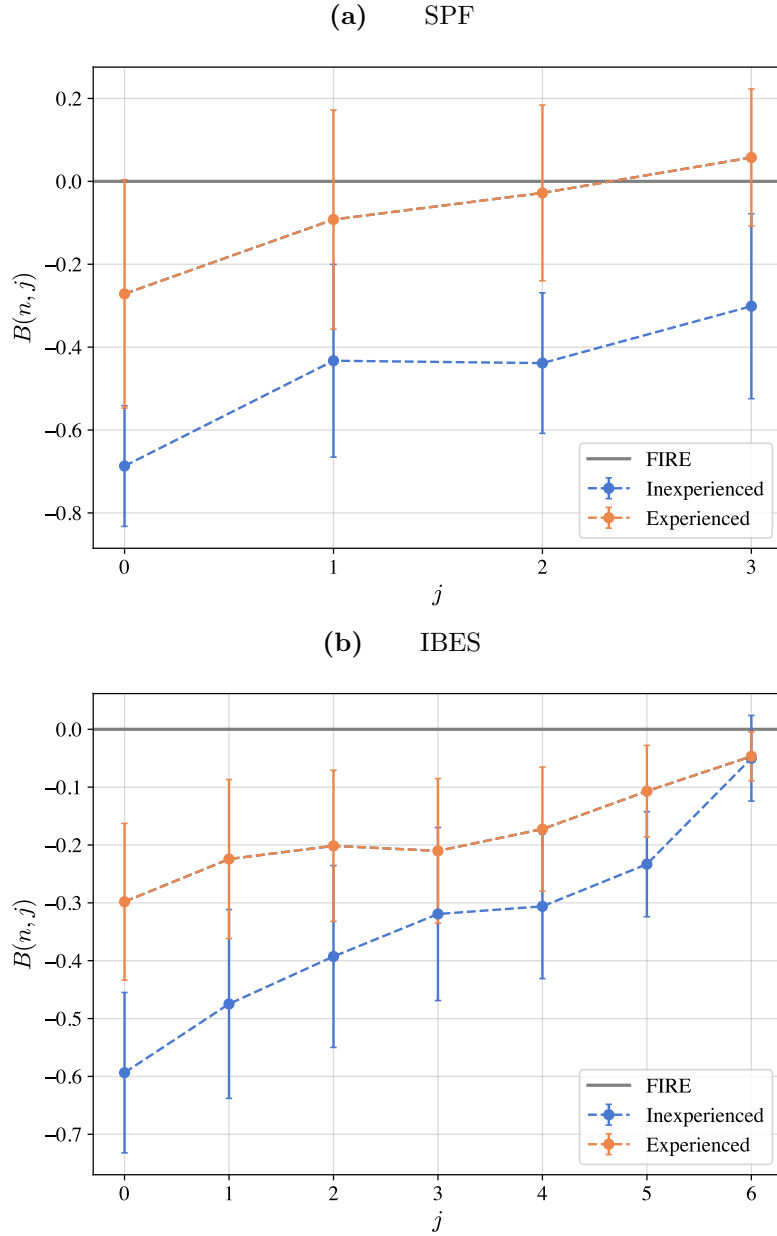 (a) SPF
0.2
0.0
−0.2
−0.4
−0.6
−0.8
B(n, j)
0 1 2 3
j
FIRE
Inexperienced
Experienced
(b) IBES
0.0
−0.1
−0.2
−0.3
−0.4
−0.5
−0.6
−0.7
B(n, j)
0 1 2 3 4 5 6
j
FIRE
Inexperienced
Experienced